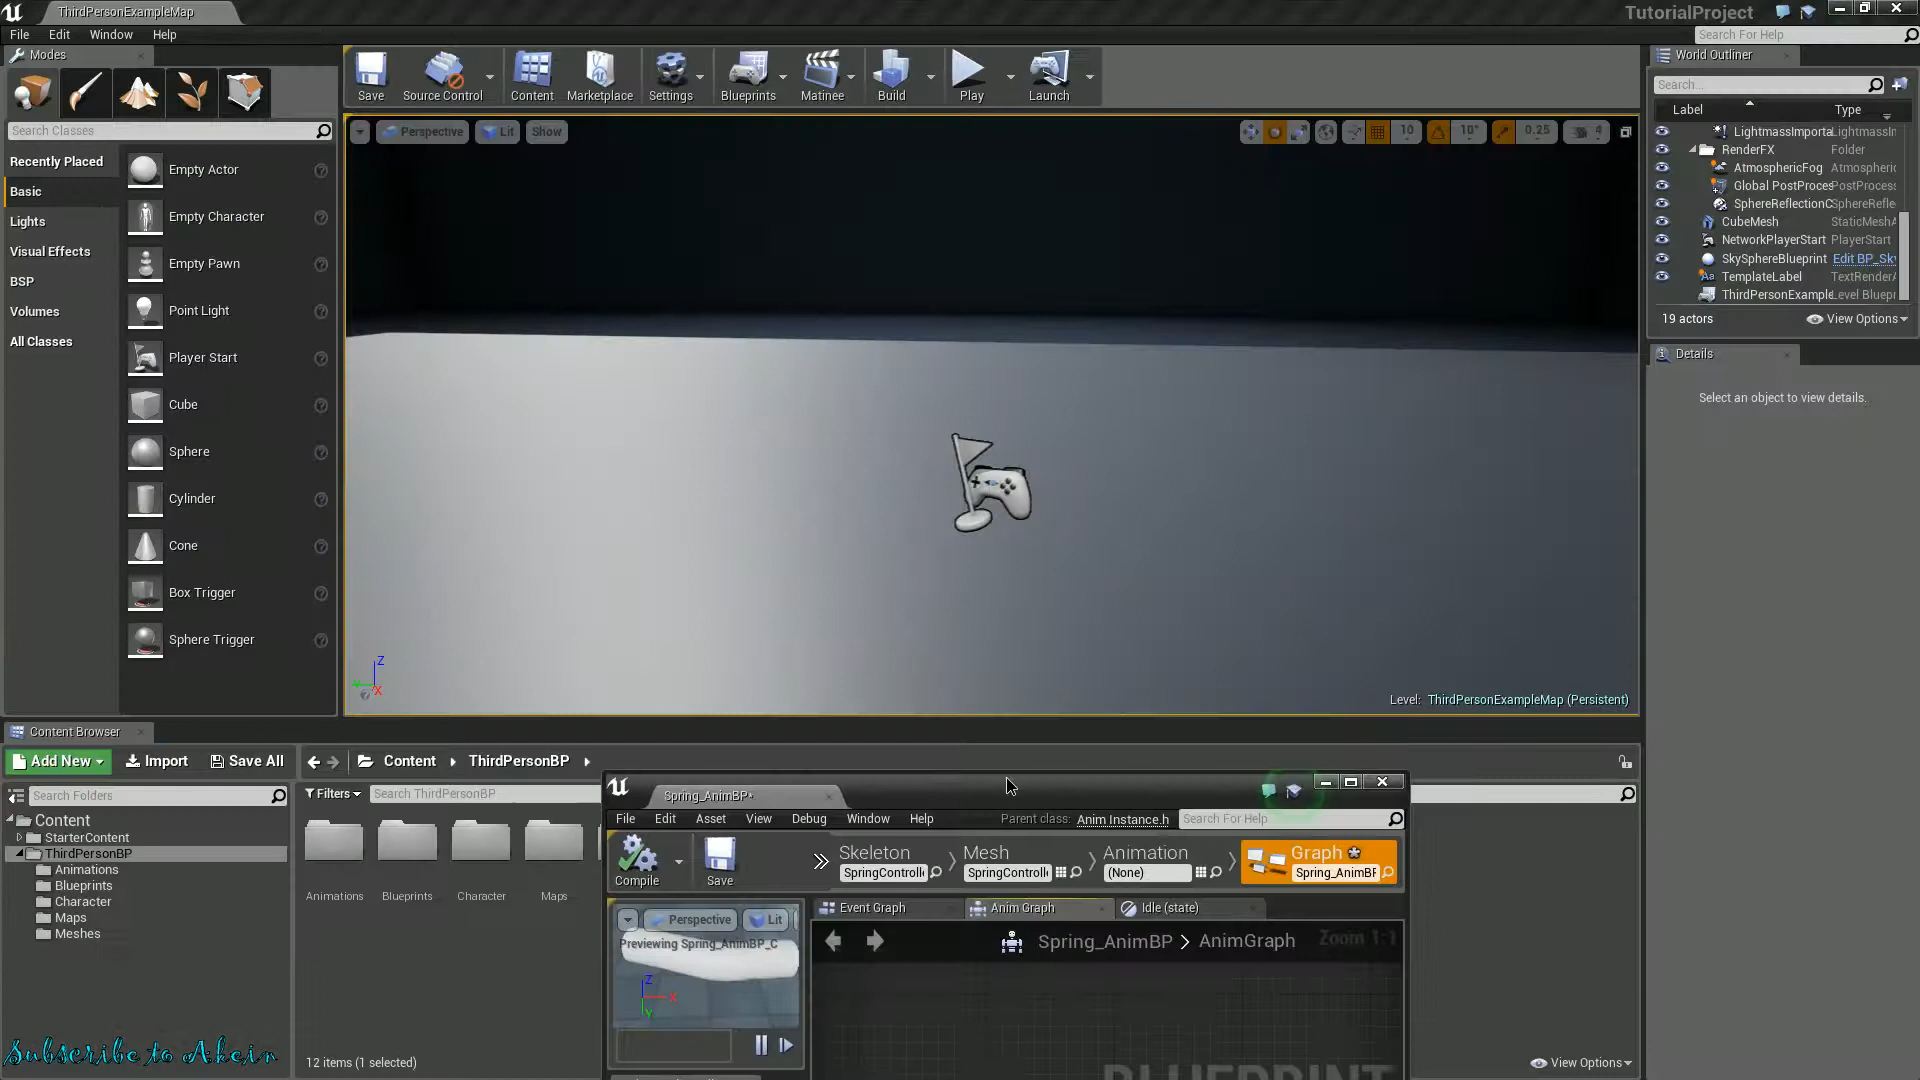 ThirdPersonExampleMap
TutorialProject
File Edit Window Help
Search For Help
Modes
Search Classes
Recently Placed
Basic
Lights
Visual Effects
BSP
Volumes
All Classes
Empty Actor
Empty Character
Empty Pawn
Point Light
Player Start
Cube
Sphere
Cylinder
Cone
Box Trigger
Sphere Trigger
Save
Source Control
Content
Marketplace
Settings
Blueprints
Matinee
Build
Play
Launch
Perspective
Lit
Show
10
10°
0.25
4
Z
Y
X
Level: ThirdPersonExampleMap (Persistent)
World Outliner
Search...
Label Type
LightmassImporta LightmassIn
RenderFX Folder
AtmosphericFog Atmospheric
Global PostProces PostProcess
SphereReflectionC SphereRefle
CubeMesh StaticMeshA
NetworkPlayerStart PlayerStart
SkySphereBlueprint Edit BP_Sky
TemplateLabel TextRenderA
ThirdPersonExample Level Bluepr
19 actors
View Options
Details
Select an object to view details.
Content Browser
Add New
Import
Save All
Content
ThirdPersonBP
Search Folders
Filters
Search ThirdPersonBP
Content
StarterContent
ThirdPersonBP
Animations
Blueprints
Character
Maps
Meshes
Animations
Blueprints
Character
Maps
12 items (1 selected)
View Options
Subscribe to Akein
Spring_AnimBP*
File Edit Asset View Debug Window Help
Parent class: Anim Instance.h
Search For Help
Compile
Save
Skeleton
SpringControlle
Mesh
SpringControlle
Animation
(None)
Graph
Spring_AnimBP
Perspective
Lit
Previewing Spring_AnimBP_C
Z
X
Y
Event Graph
Anim Graph
Idle (state)
Spring_AnimBP > AnimGraph
Zoom 1:1
BLUEPRINT